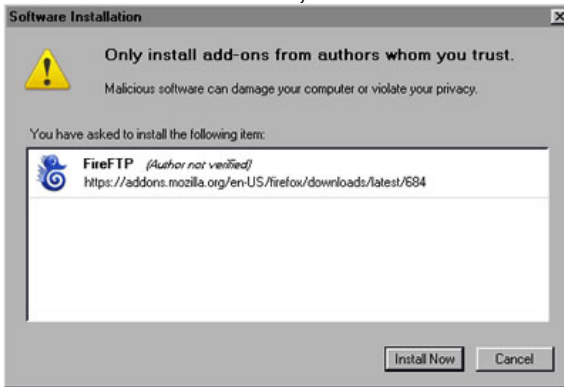 Software Installation
Only install add-ons from authors whom you trust.
Malicious software can damage your computer or violate your privacy.
You have asked to install the following item:
FireFTP (Author not verified)
https://addons.mozilla.org/en-US/firefox/downloads/latest/684
Install Now Cancel